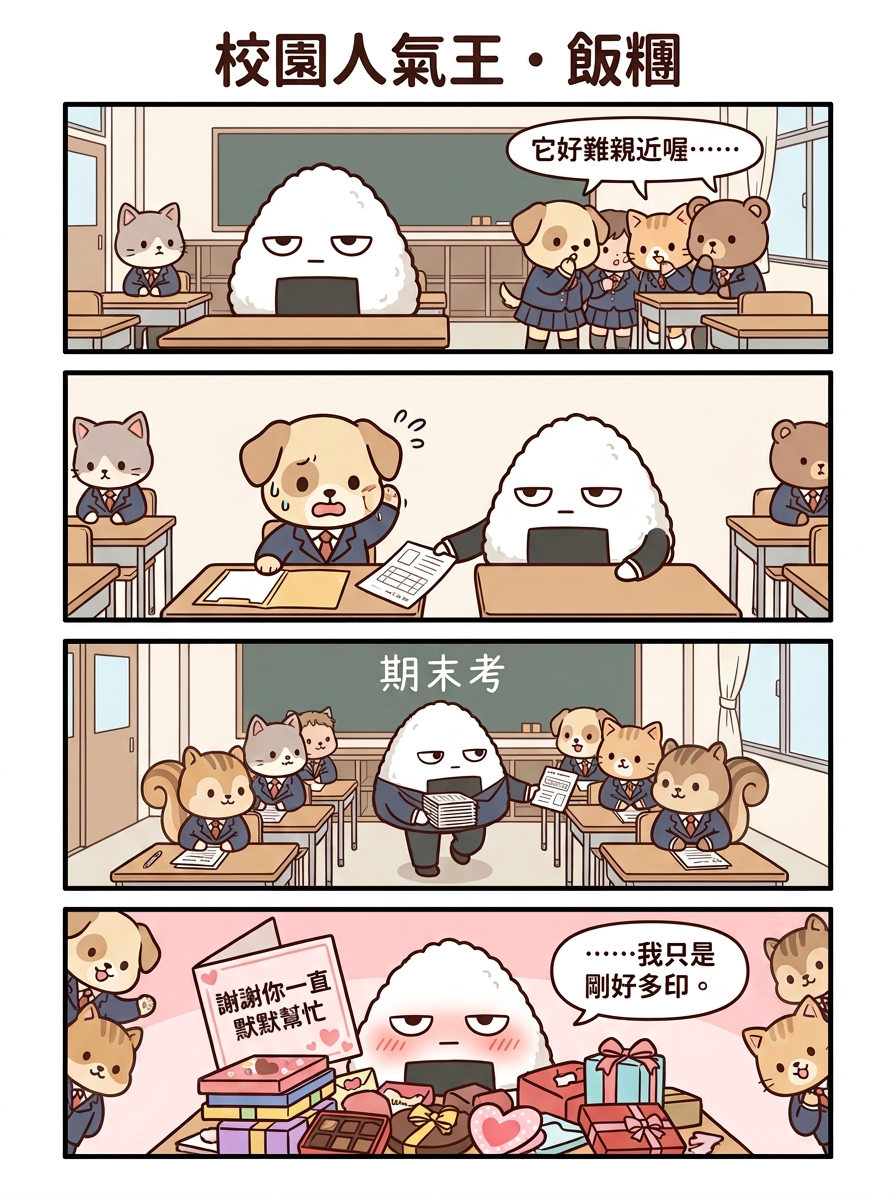 校園人氣王·飯糰
它好難親近喔⋯⋯
期末考
謝謝你一直
默默幫忙
⋯⋯我只是
剛好多印。